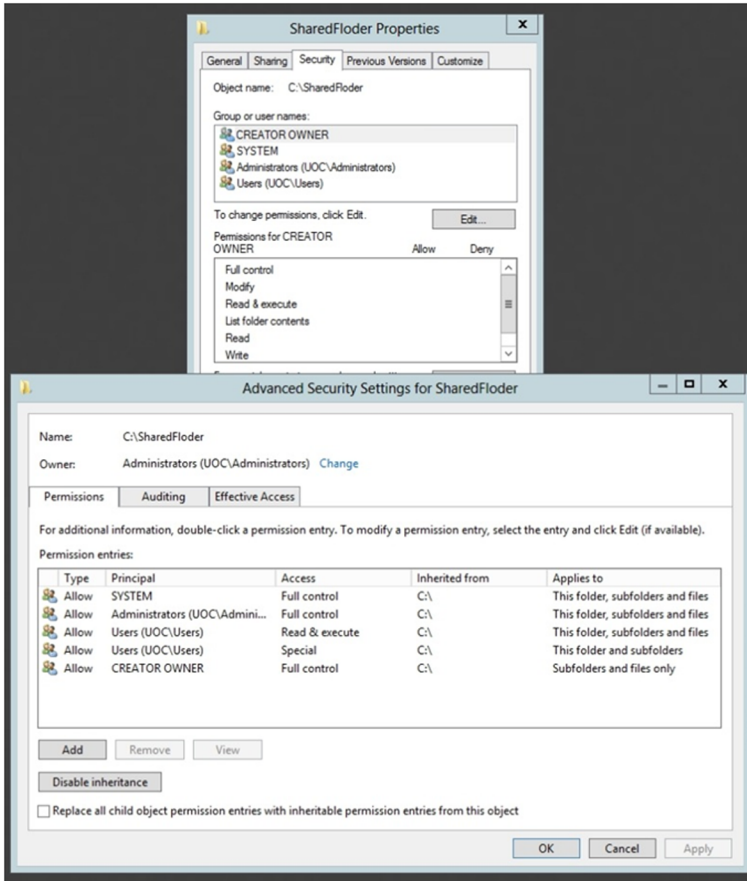 SharedFloder Properties
x
General Sharing Security Previous Versions Customize
Object name: C:\SharedFloder
Group or user names:
CREATOR OWNER
SYSTEM
Administrators (UOC\Administrators)
Users (UOC\Users)
To change permissions, click Edit.
Edit...
Permissions for CREATOR
OWNER Allow Deny
Full control
Modify
Read & execute
List folder contents
Read
Write
Advanced Security Settings for SharedFloder
x
Name: C:\SharedFloder
Owner: Administrators (UOC\Administrators) Change
Permissions Auditing Effective Access
For additional information, double-click a permission entry. To modify a permission entry, select the entry and click Edit (if available).
Permission entries:
Type Principal Access Inherited from Applies to
Allow SYSTEM Full control C:\ This folder, subfolders and files
Allow Administrators (UOC\Admini... Full control C:\ This folder, subfolders and files
Allow Users (UOC\Users) Read & execute C:\ This folder, subfolders and files
Allow Users (UOC\Users) Special C:\ This folder and subfolders
Allow CREATOR OWNER Full control C:\ Subfolders and files only
Add Remove View
Disable inheritance
Replace all child object permission entries with inheritable permission entries from this object
OK Cancel Apply